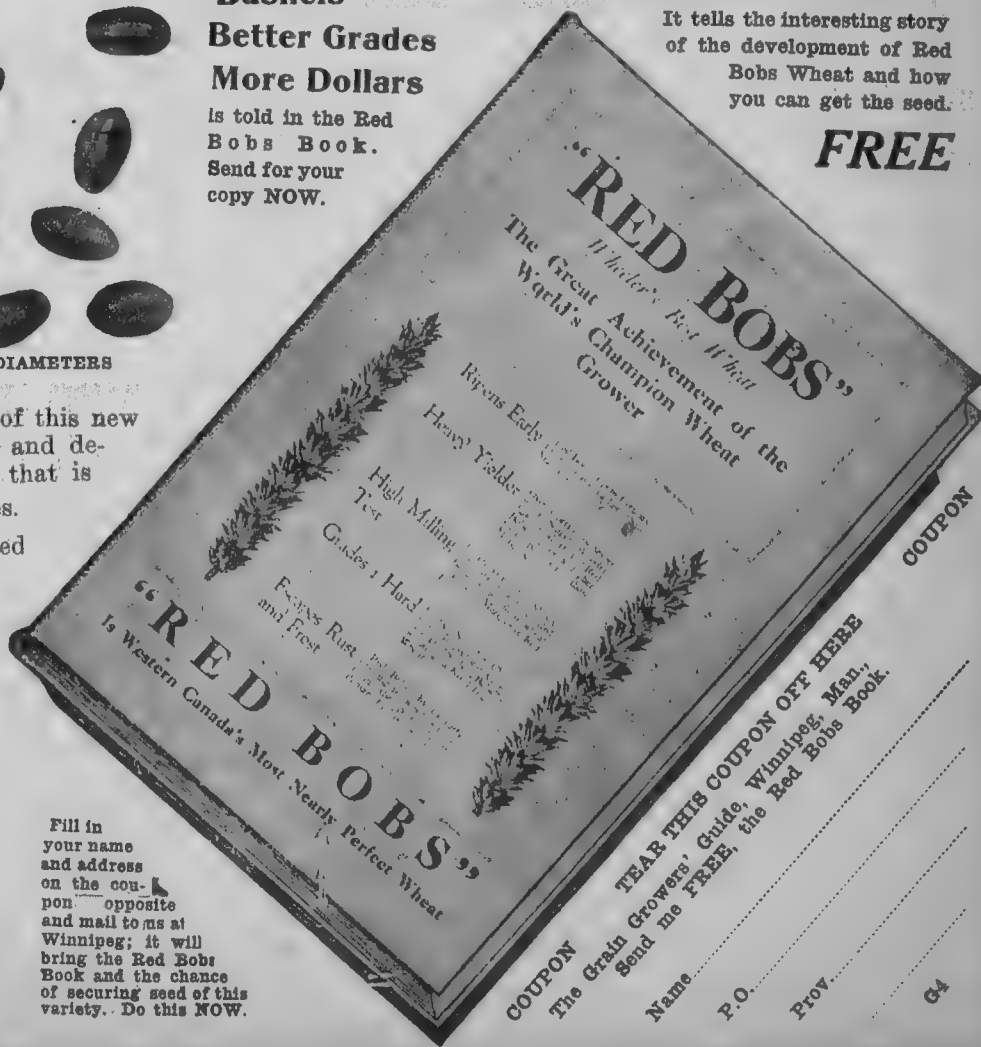 Better Grades
More Dollars
is told in the Red
Bobs Book.
Send for your
copy NOW.
It tells the interesting story
of the development of Red
Bobs Wheat and how
you can get the seed.
FREE
DIAMETERS
of this new
and de-
that is
ed
"RED BOBS"
Wheeler's Best Wheat
The Great Achievement of the
World's Champion Wheat
Grower
Ripens Early
Heavy Yielder
High Milling
Test
Grades 1 Hard
Escapes Rust
and Frost
"RED BOBS"
Is Western Canada's Most Nearly Perfect Wheat
Fill in
your name
and address
on the cou-
pon opposite
and mail to us at
Winnipeg; it will
bring the Red Bobs
Book and the chance
of securing seed of this
variety. Do this NOW.
COUPON TEAR THIS COUPON OFF HERE COUPON
The Grain Growers' Guide, Winnipeg, Man.,
Send me FREE, the Red Bobs Book.
Name
P.O.
Prov.
G4